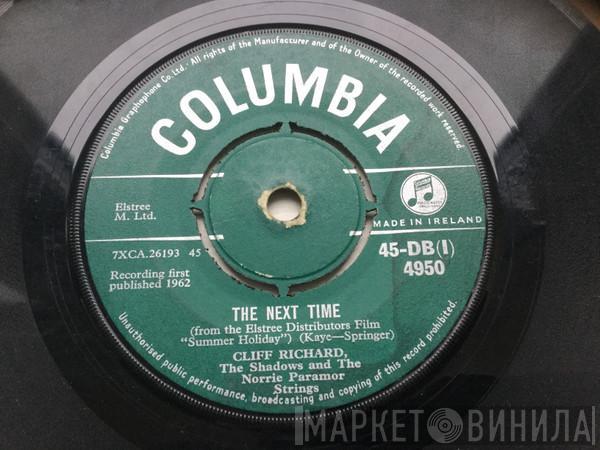 Columbia Graphophone Co. Ltd. All rights of the Manufacturer and of the Owner of the recorded work reserved.
COLUMBIA
Elstree
M. Ltd.
MADE IN IRELAND
7XCA.26193 45
45-DB(I)
4950
Recording first
published 1962
THE NEXT TIME
(from the Elstree Distributors Film
"Summer Holiday") (Kaye—Springer)
CLIFF RICHARD,
The Shadows and The
Norrie Paramor
Strings
Unauthorised public performance, broadcasting and copying of this record prohibited.
МАРКЕТ ВИНИЛА